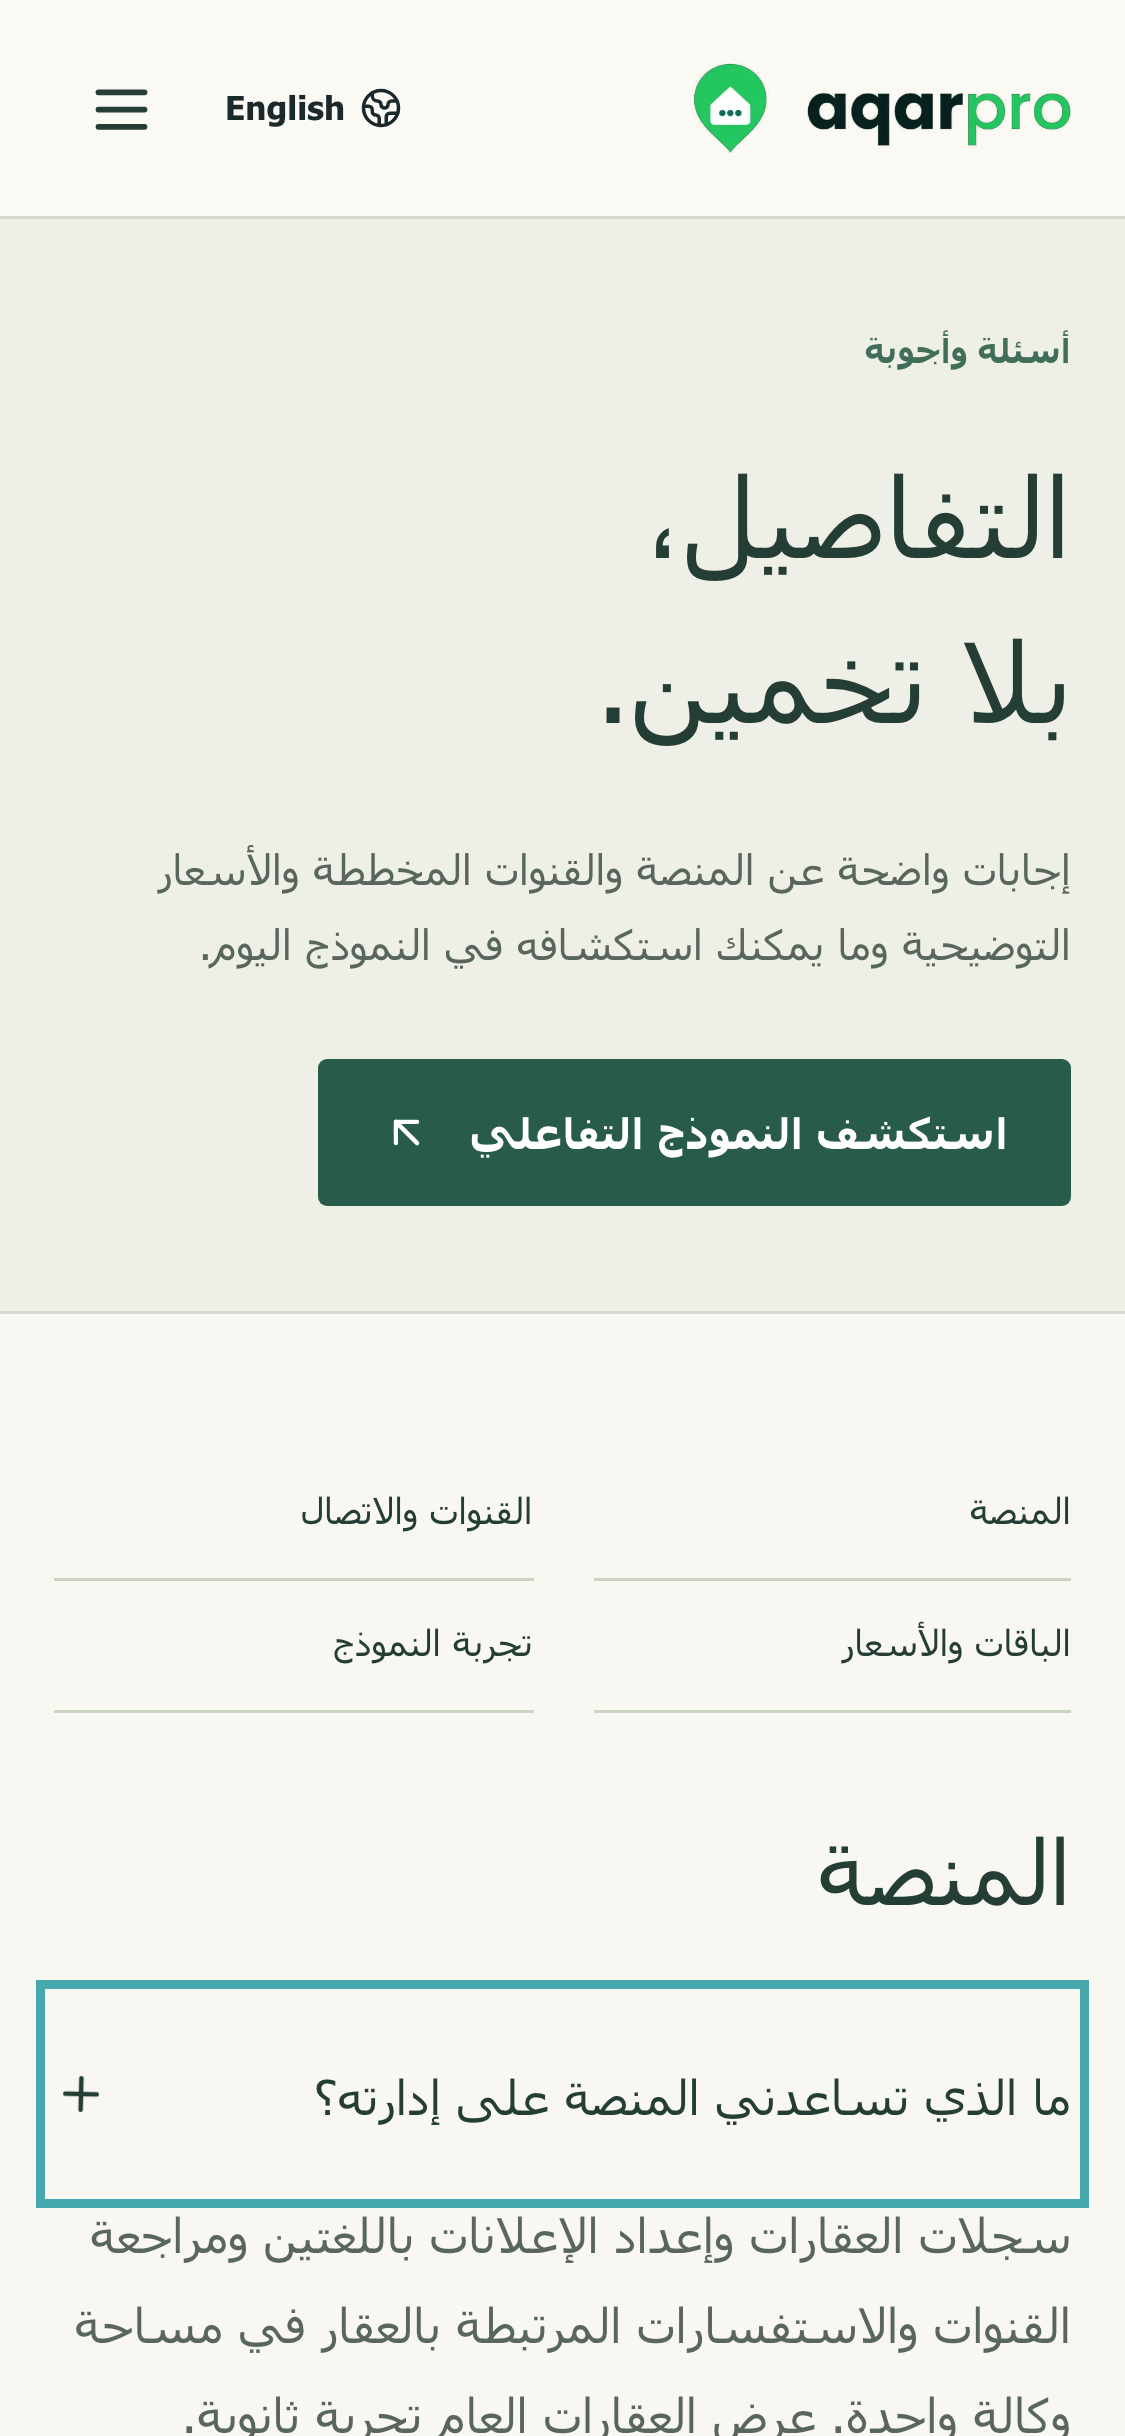 aqarpro
English
أسئلة وأجوبة
التفاصيل،
بلا تخمين.
إجابات واضحة عن المنصة والقنوات المخططة والأسعار
التوضيحية وما يمكنك استكشافه في النموذج اليوم.
استكشف النموذج التفاعلي
المنصة
القنوات والاتصال
الباقات والأسعار
تجربة النموذج
المنصة
ما الذي تساعدني المنصة على إدارته؟
سجلات العقارات وإعداد الإعلانات باللغتين ومراجعة
القنوات والاستفسارات المرتبطة بالعقار في مساحة
وكالة واحدة. عرض العقارات العام تجربة ثانوية.